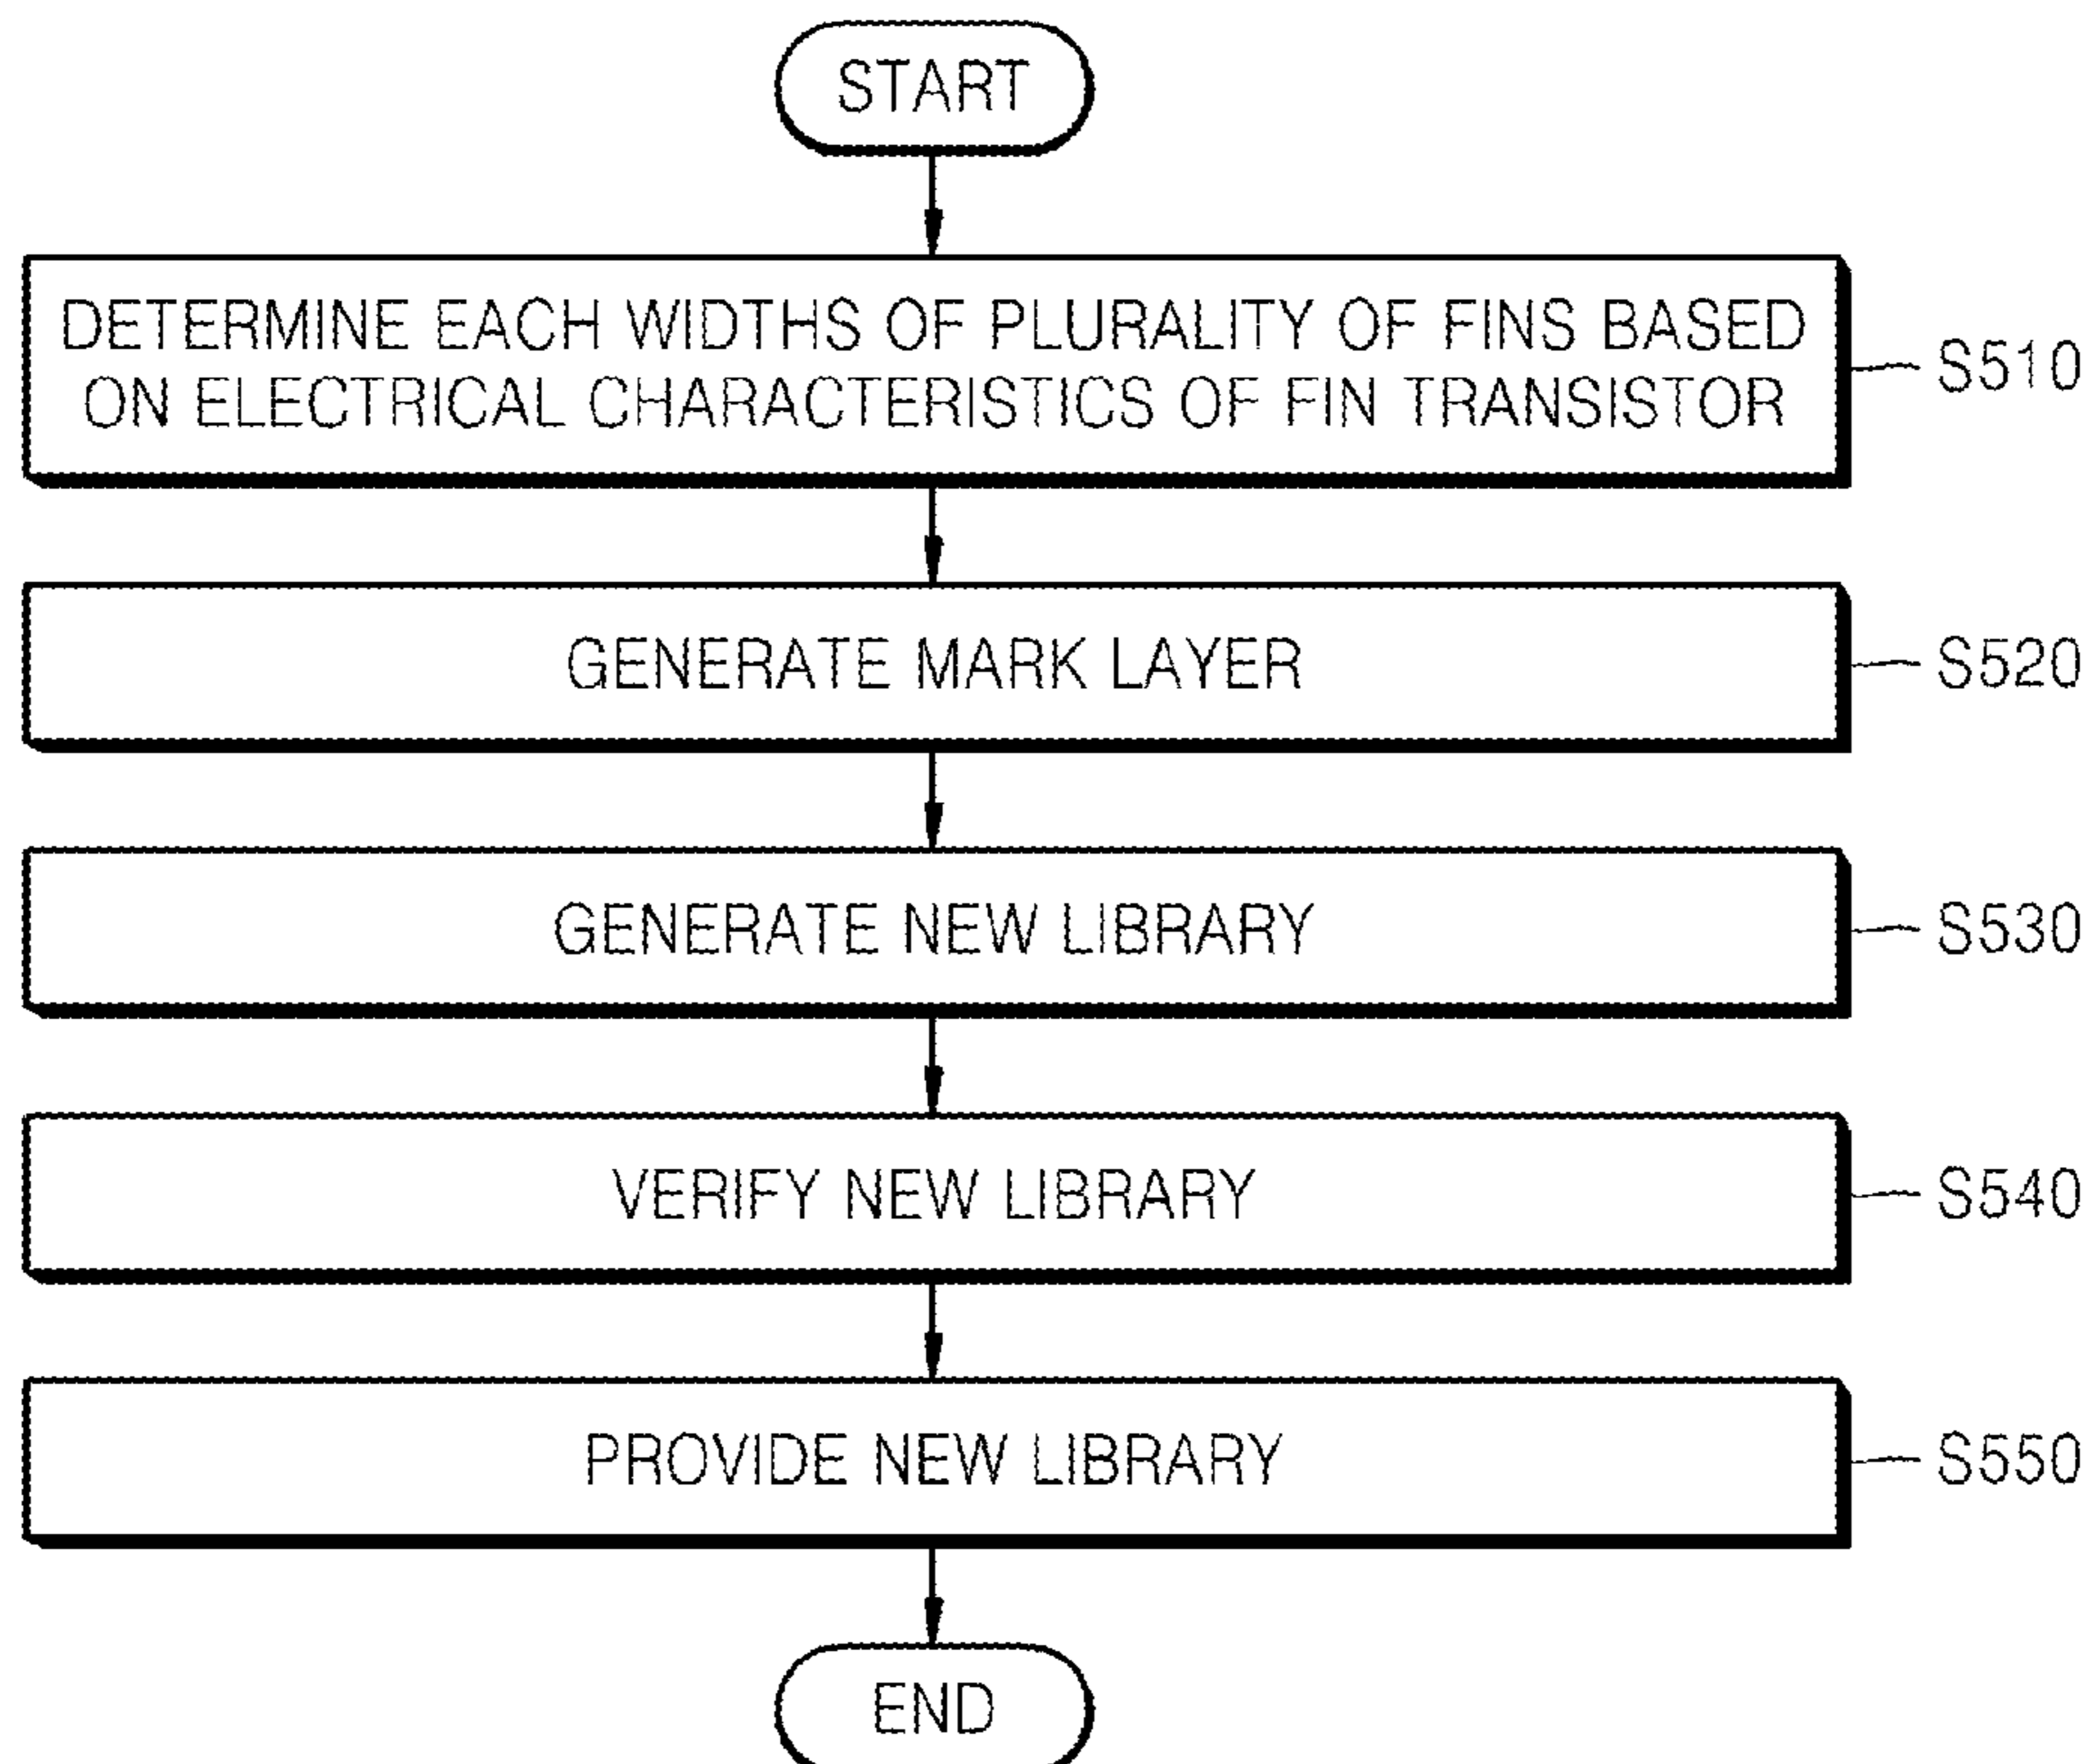 START
DETERMINE EACH WIDTHS OF PLURALITY OF FINS BASED
ON ELECTRICAL CHARACTERISTICS OF FIN TRANSISTOR
S510
GENERATE MARK LAYER
S520
GENERATE NEW LIBRARY
S530
VERIFY NEW LIBRARY
S540
PROVIDE NEW LIBRARY
S550
END